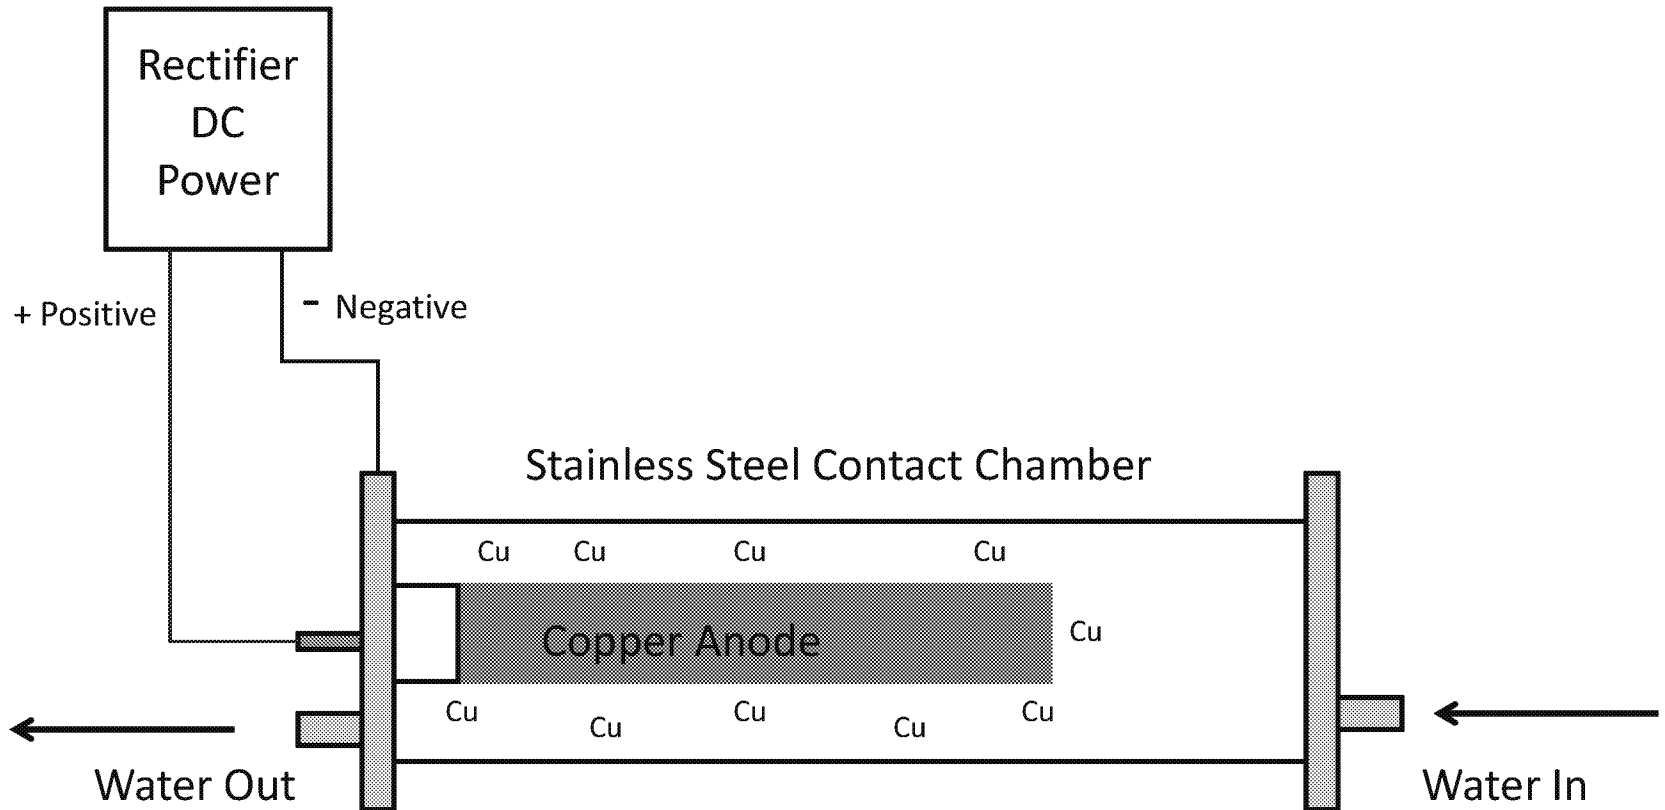 Rectifier
DC
Power
+ Positive
- Negative
Stainless Steel Contact Chamber
Cu Cu Cu Cu
Copper Anode
Cu
Cu Cu Cu Cu Cu
Water Out
Water In